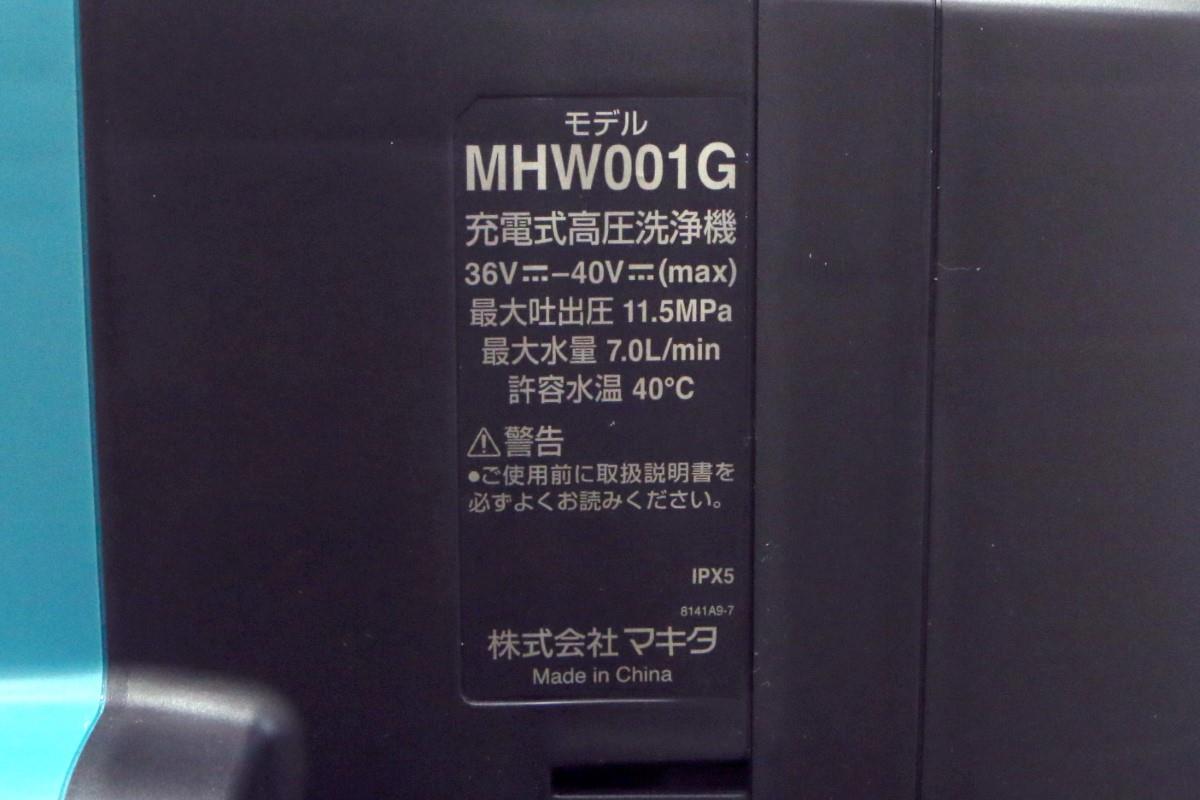 モデル
MHW001G
充電式高圧洗浄機
36V⎓–40V⎓(max)
最大吐出圧 11.5MPa
最大水量 7.0L/min
許容水温 40℃
⚠警告
●ご使用前に取扱説明書を
必ずよくお読みください。
IPX5
8141A9-7
株式会社マキタ
Made in China